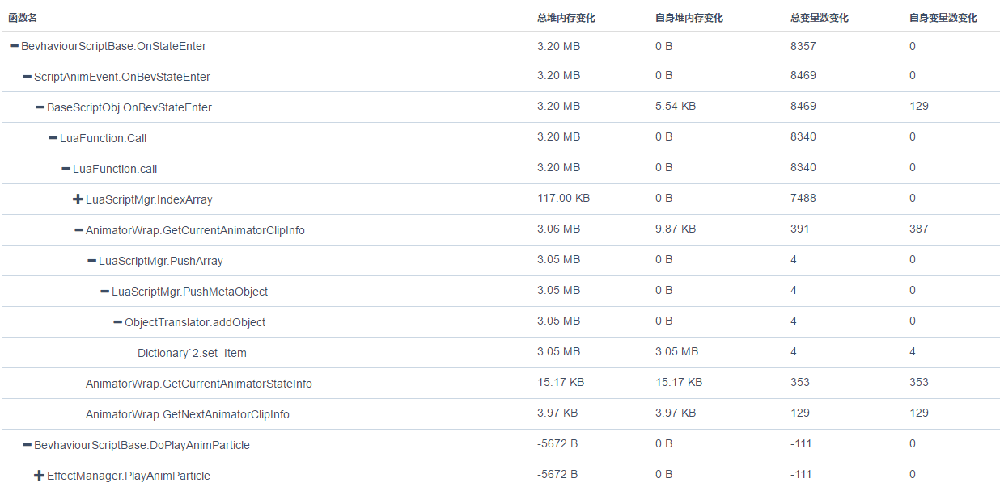 函数名 总堆内存变化 自身堆内存变化 总变量数变化 自身变量数变化
BevhaviourScriptBase.OnStateEnter 3.20 MB 0 B 8357 0
ScriptAnimEvent.OnBevStateEnter 3.20 MB 0 B 8469 0
BaseScriptObj.OnBevStateEnter 3.20 MB 5.54 KB 8469 129
LuaFunction.Call 3.20 MB 0 B 8340 0
LuaFunction.call 3.20 MB 0 B 8340 0
LuaScriptMgr.IndexArray 117.00 KB 0 B 7488 0
AnimatorWrap.GetCurrentAnimatorClipInfo 3.06 MB 9.87 KB 391 387
LuaScriptMgr.PushArray 3.05 MB 0 B 4 0
LuaScriptMgr.PushMetaObject 3.05 MB 0 B 4 0
ObjectTranslator.addObject 3.05 MB 0 B 4 0
Dictionary`2.set_Item 3.05 MB 3.05 MB 4 4
AnimatorWrap.GetCurrentAnimatorStateInfo 15.17 KB 15.17 KB 353 353
AnimatorWrap.GetNextAnimatorClipInfo 3.97 KB 3.97 KB 129 129
BevhaviourScriptBase.DoPlayAnimParticle -5672 B 0 B -111 0
EffectManager.PlayAnimParticle -5672 B 0 B -111 0